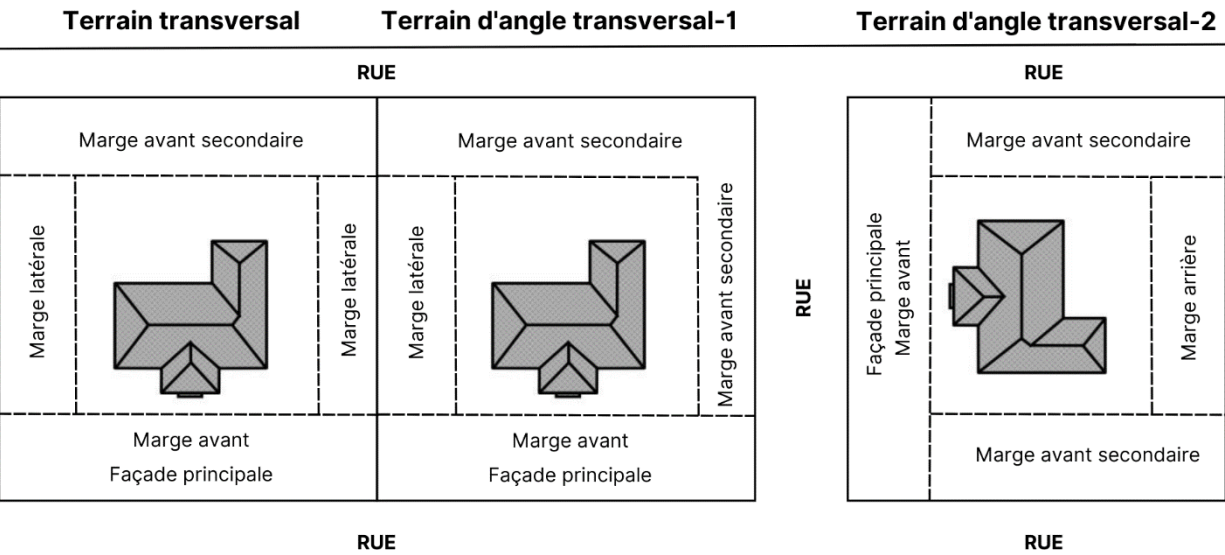 Terrain transversal
Terrain d'angle transversal-1
Terrain d'angle transversal-2
RUE
RUE
Marge avant secondaire
Marge avant secondaire
Marge avant secondaire
Marge latérale
Marge latérale
Marge latérale
Marge avant secondaire
RUE
Façade principale
Marge avant
Marge arrière
Marge avant
Façade principale
Marge avant
Façade principale
Marge avant secondaire
RUE
RUE